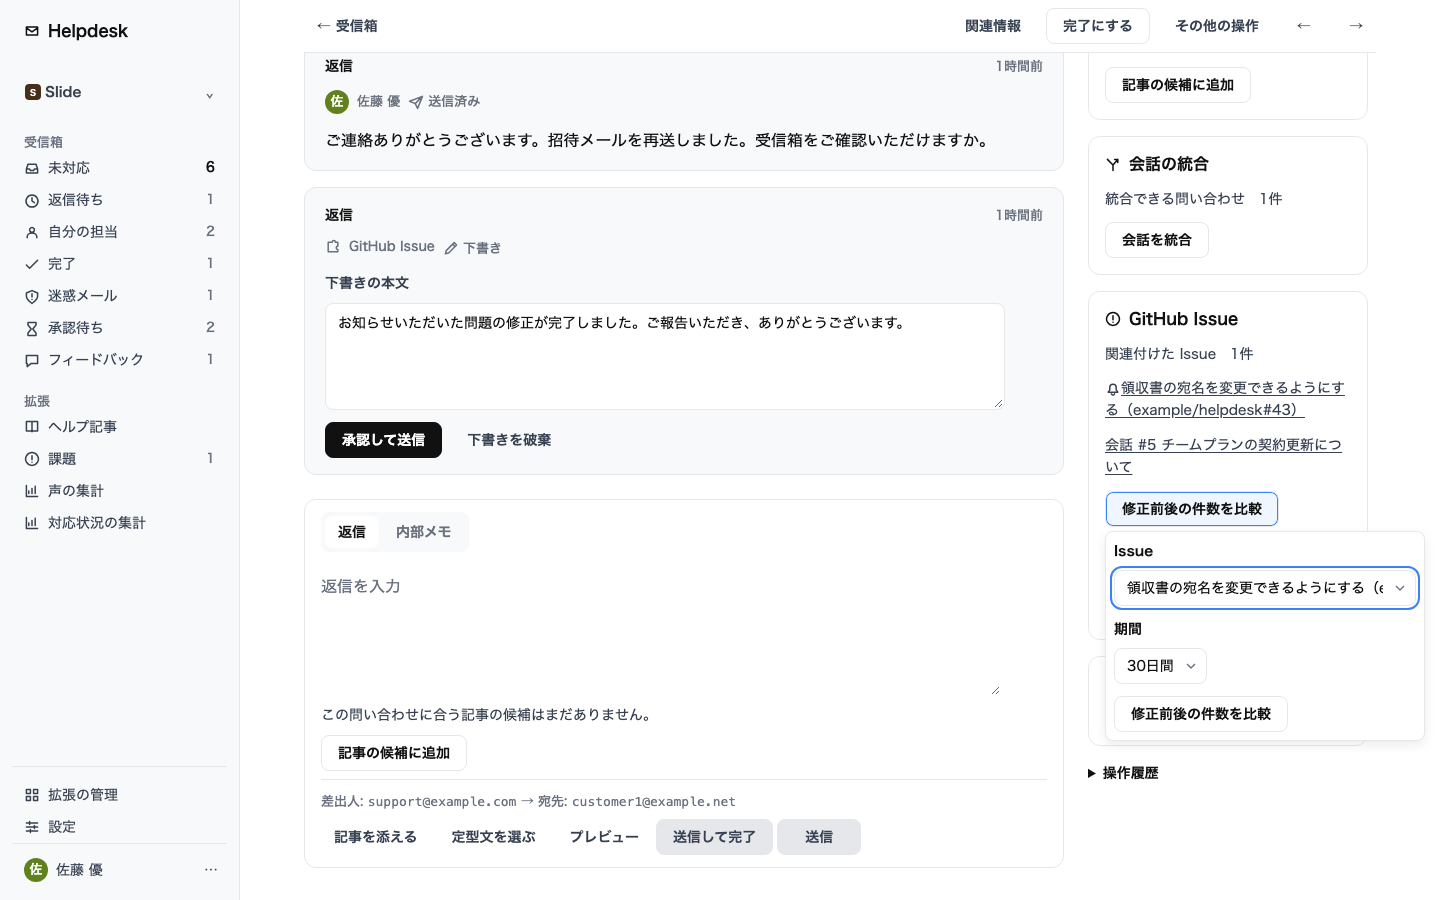 Helpdesk
S Slide
受信箱
未対応 6
返信待ち 1
自分の担当 2
完了 1
迷惑メール 1
承認待ち 2
フィードバック 1
拡張
ヘルプ記事
課題 1
声の集計
対応状況の集計
拡張の管理
設定
佐 佐藤 優 …
← 受信箱 関連情報 完了にする その他の操作 ← →
返信 1時間前
佐 佐藤 優 送信済み
ご連絡ありがとうございます。招待メールを再送しました。受信箱をご確認いただけますか。
返信 1時間前
GitHub Issue 下書き
下書きの本文
お知らせいただいた問題の修正が完了しました。ご報告いただき、ありがとうございます。
承認して送信 下書きを破棄
返信 内部メモ
返信を入力
この問い合わせに合う記事の候補はまだありません。
記事の候補に追加
差出人: support@example.com → 宛先: customer1@example.net
記事を添える 定型文を選ぶ プレビュー 送信して完了 送信
記事の候補に追加
会話の統合
統合できる問い合わせ 1件
会話を統合
GitHub Issue
関連付けた Issue 1件
領収書の宛名を変更できるようにす
る（example/helpdesk#43）
会話 #5 チームプランの契約更新につ
いて
修正前後の件数を比較
Issue
領収書の宛名を変更できるようにする（e
期間
30日間
修正前後の件数を比較
▶ 操作履歴